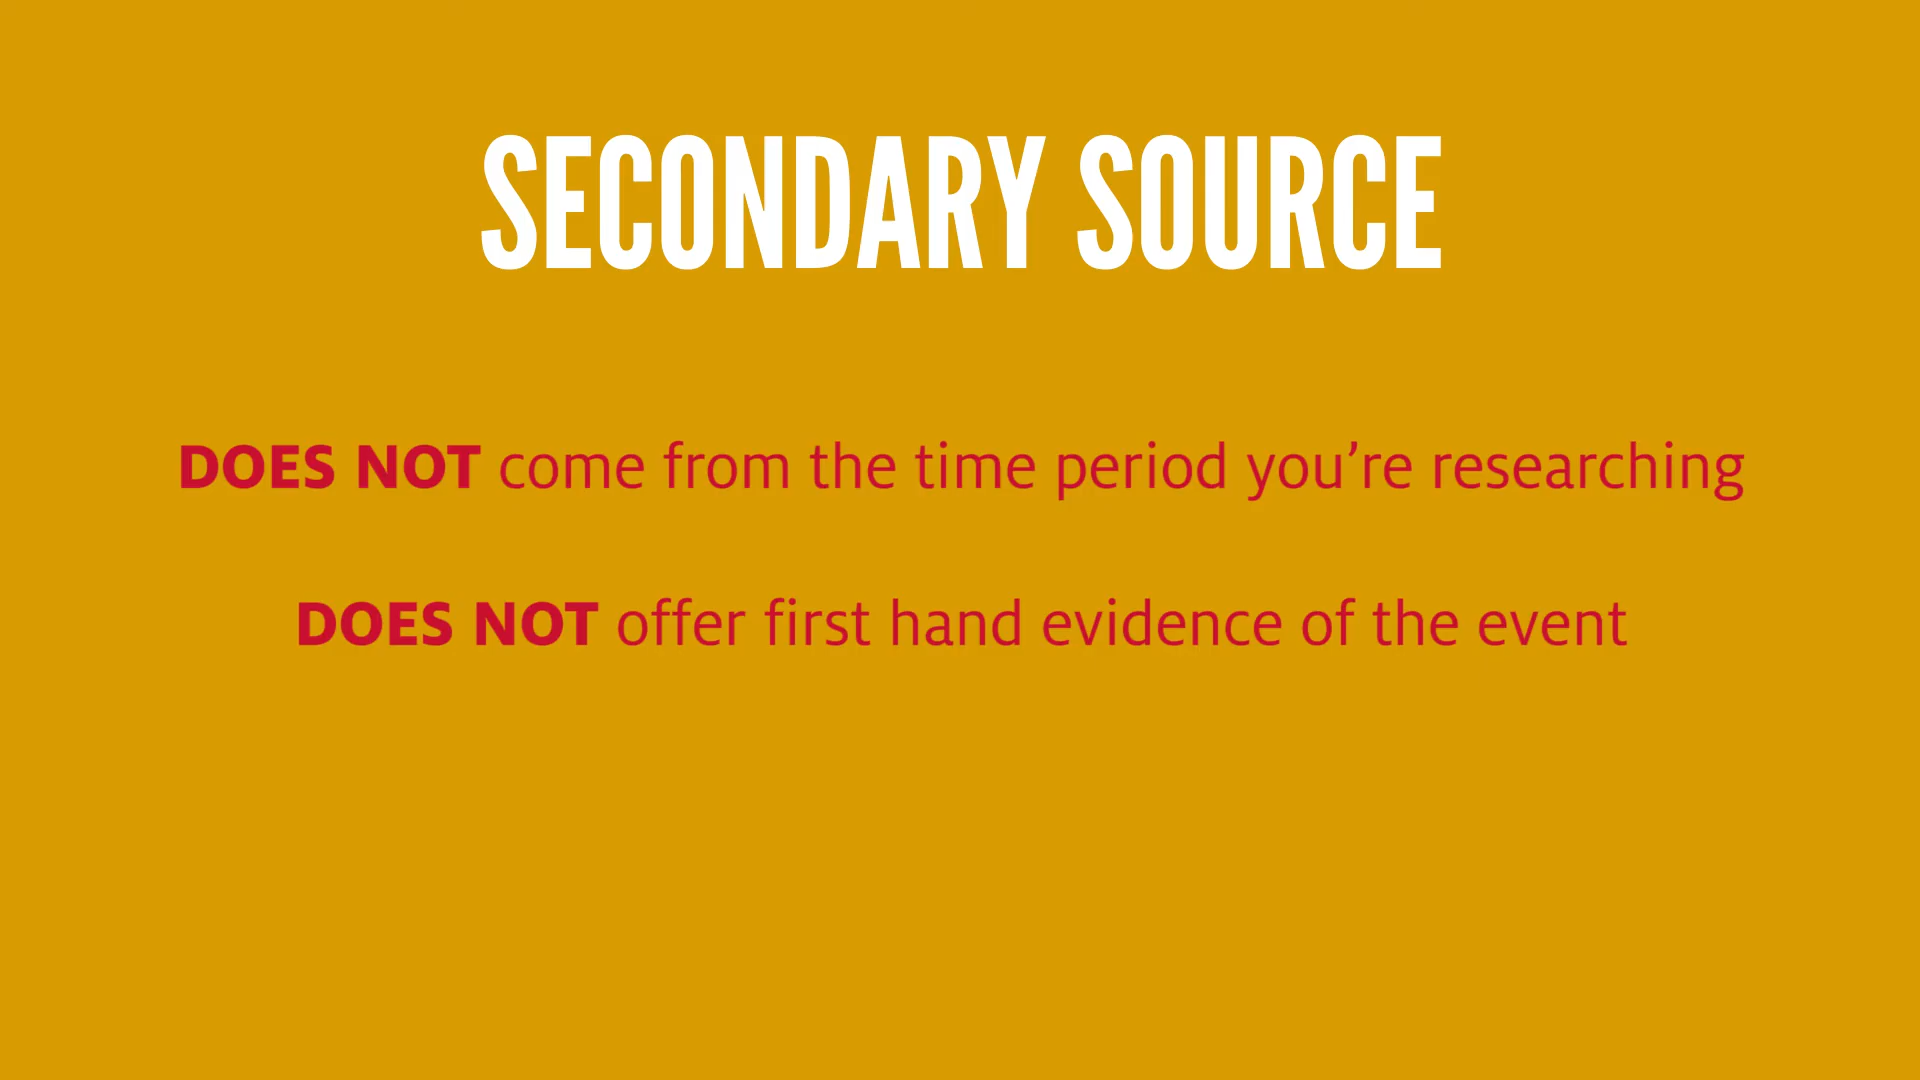 SECONDARY SOURCE
DOES NOT come from the time period you’re researching
DOES NOT offer first hand evidence of the event